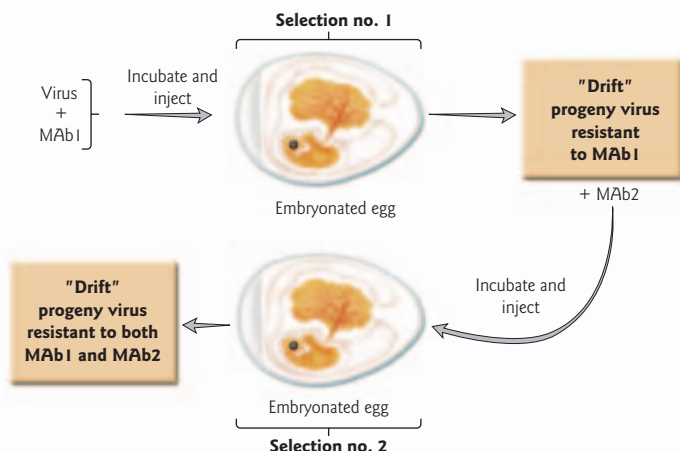 Selection no. 1
Virus
+
MAb1
Incubate and
inject
Embryonated egg
"Drift"
progeny virus
resistant
to MAb1
+ MAb2
Incubate and
inject
"Drift"
progeny virus
resistant to both
MAb1 and MAb2
Embryonated egg
Selection no. 2